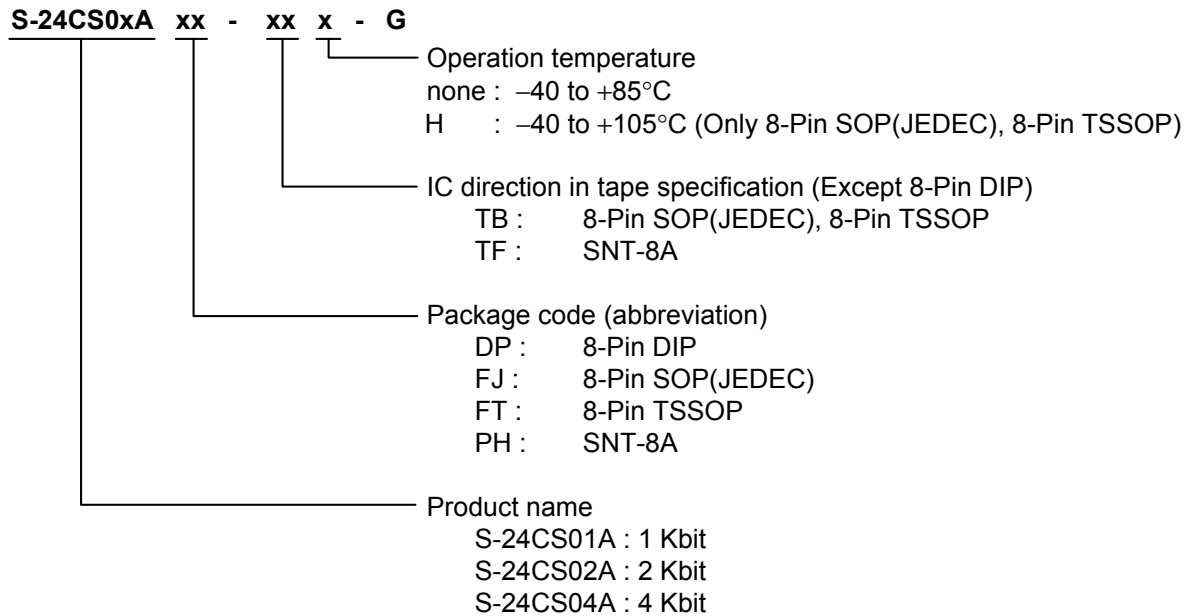 S-24CS0xA xx - xx x - G
Operation temperature
none : −40 to +85°C
H : −40 to +105°C (Only 8-Pin SOP(JEDEC), 8-Pin TSSOP)
IC direction in tape specification (Except 8-Pin DIP)
TB : 8-Pin SOP(JEDEC), 8-Pin TSSOP
TF : SNT-8A
Package code (abbreviation)
DP : 8-Pin DIP
FJ : 8-Pin SOP(JEDEC)
FT : 8-Pin TSSOP
PH : SNT-8A
Product name
S-24CS01A : 1 Kbit
S-24CS02A : 2 Kbit
S-24CS04A : 4 Kbit